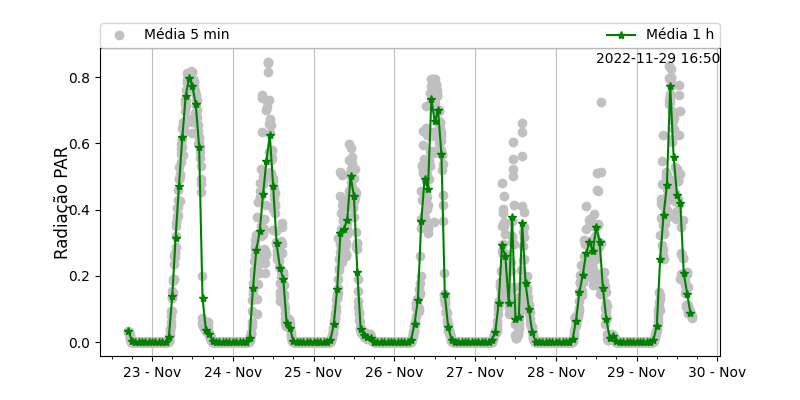 Média 5 min
Média 1 h
2022-11-29 16:50
Radiação PAR
0.8
0.6
0.4
0.2
0.0
23 - Nov
24 - Nov
25 - Nov
26 - Nov
27 - Nov
28 - Nov
29 - Nov
30 - Nov